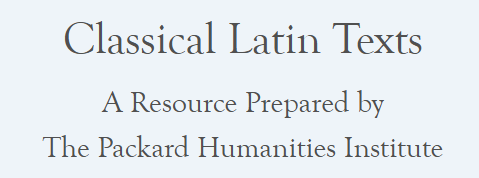 Classical Latin Texts
A Resource Prepared by
The Packard Humanities Institute